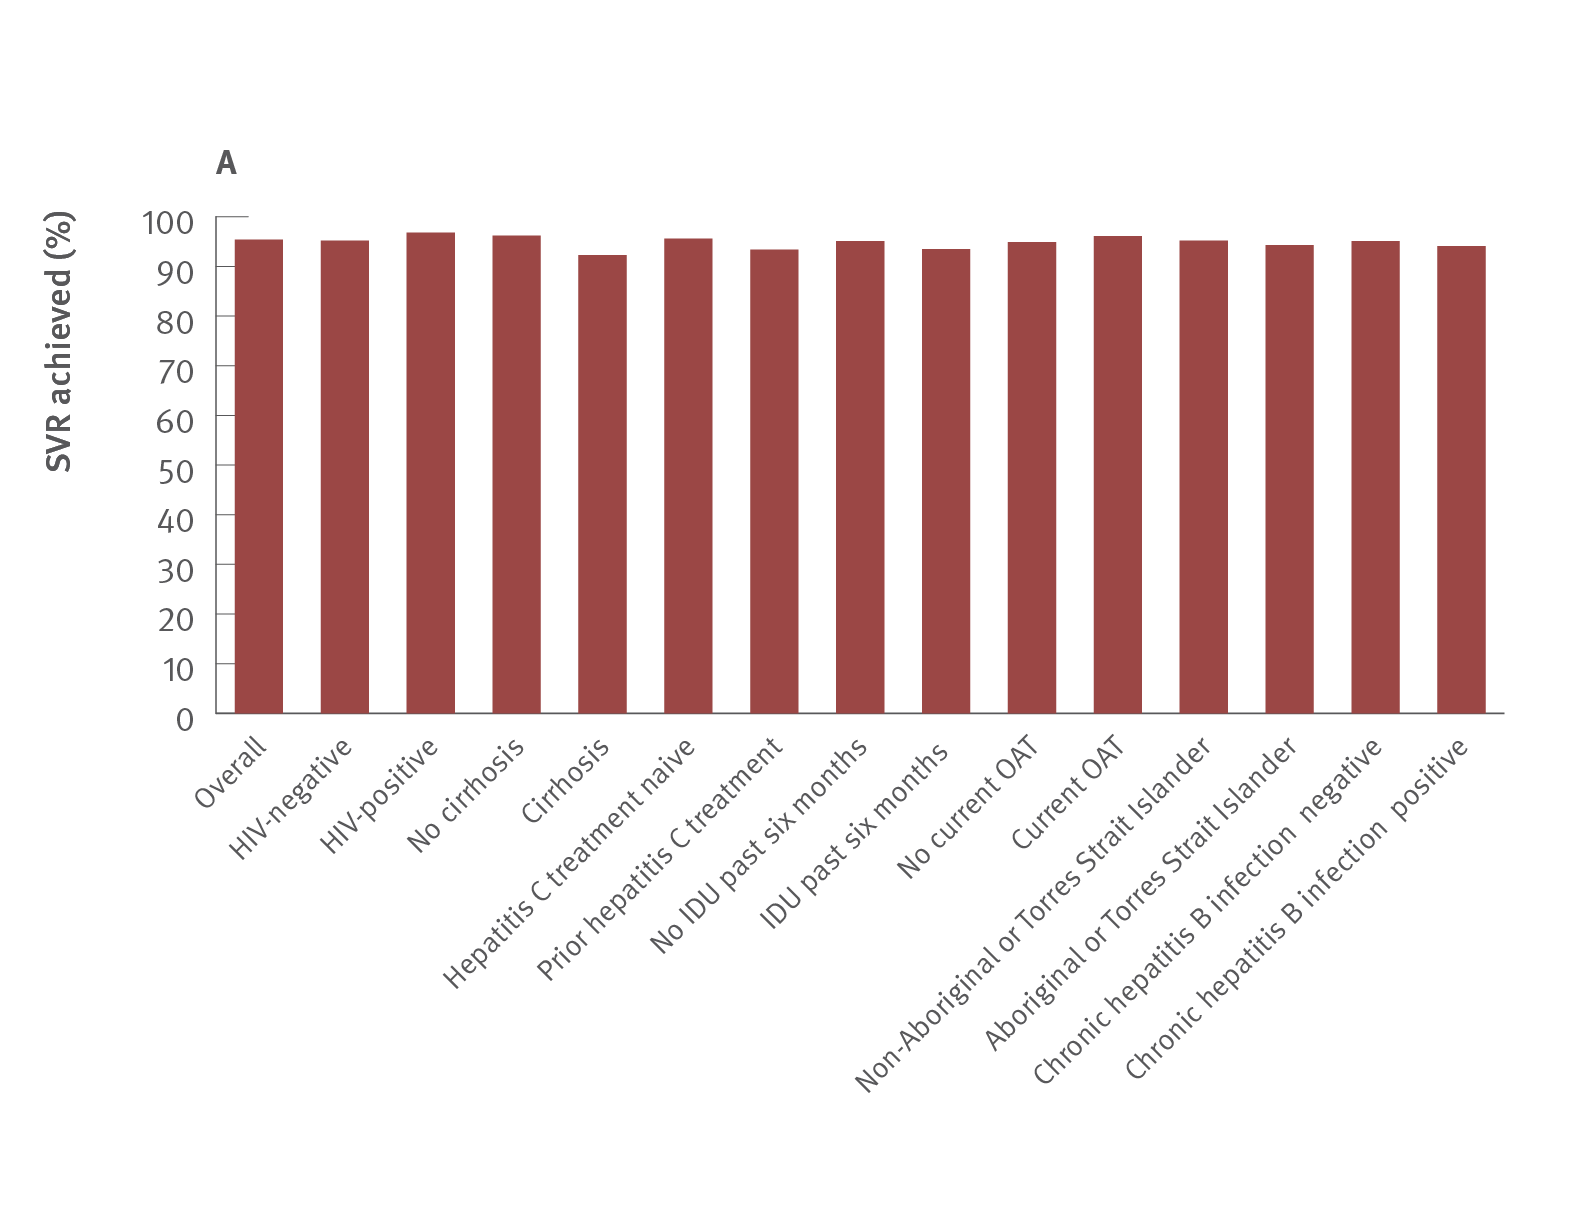 A
SVR achieved (%)
100
90
80
70
60
50
40
30
20
10
0
Overall
HIV-negative
HIV-positive
No cirrhosis
Cirrhosis
Hepatitis C treatment naive
Prior hepatitis C treatment
No IDU past six months
IDU past six months
No current OAT
Current OAT
Non-Aboriginal or Torres Strait Islander
Aboriginal or Torres Strait Islander
Chronic hepatitis B infection negative
Chronic hepatitis B infection positive